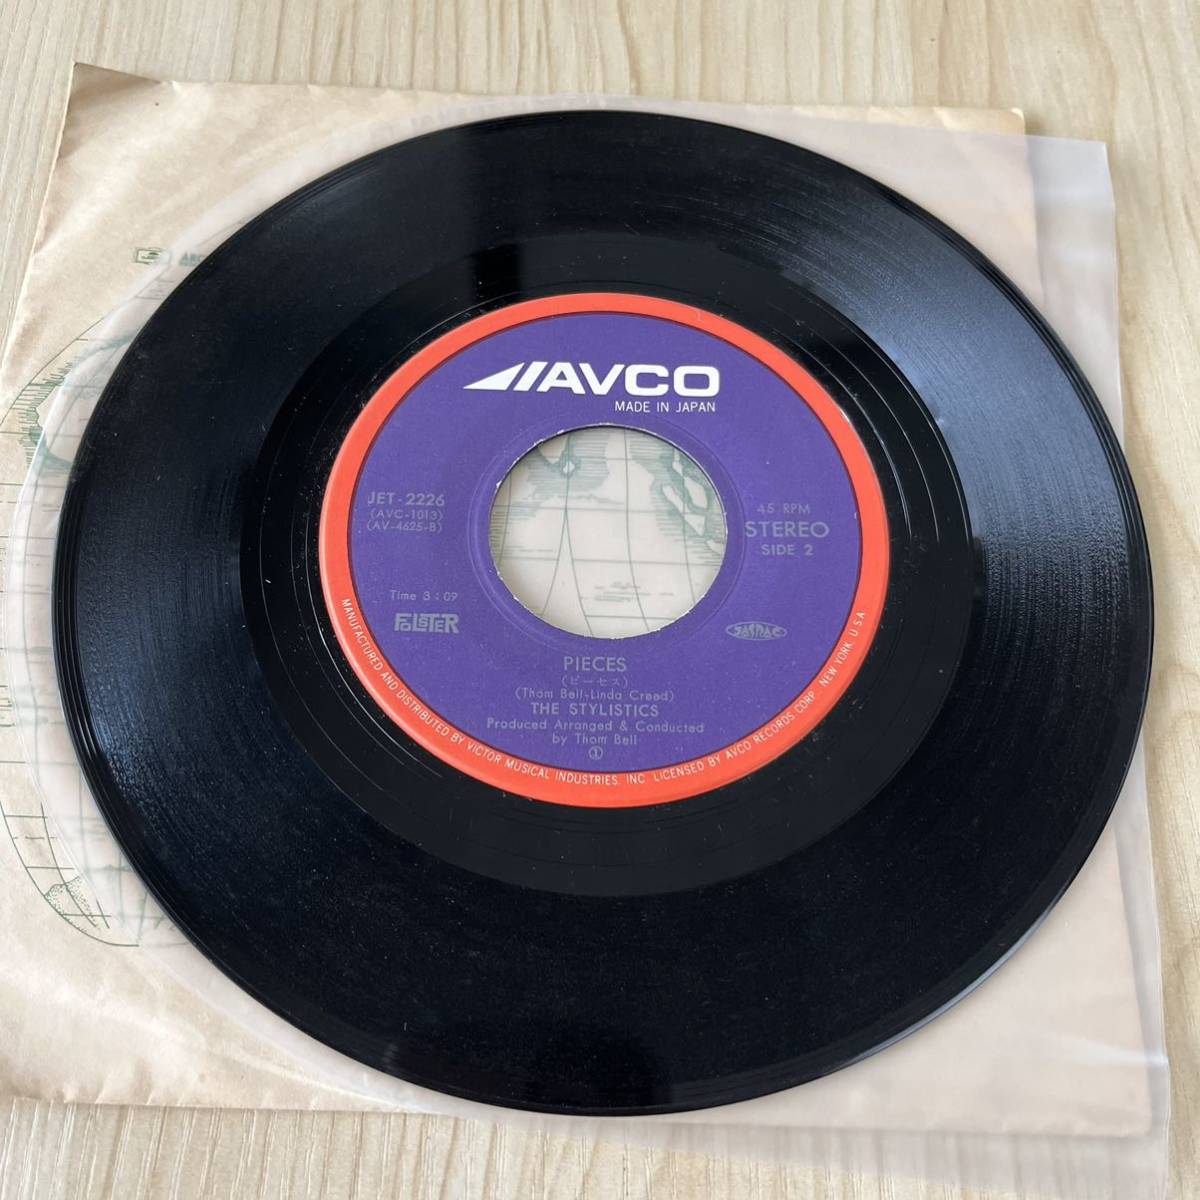 AVCO
MADE IN JAPAN
JET-2226
(AVC-1013)
(AV-4625-B)
45 RPM
STEREO
SIDE 2
Time 3:09
FOLSTER
JASRAC
PIECES
(ピーセス)
(Thom Bell-Linda Creed)
THE STYLISTICS
Produced Arranged & Conducted
by Thom Bell
①
MANUFACTURED AND DISTRIBUTED BY VICTOR MUSICAL INDUSTRIES, INC. LICENSED BY AVCO RECORDS CORP. NEW YORK. U.S.A.